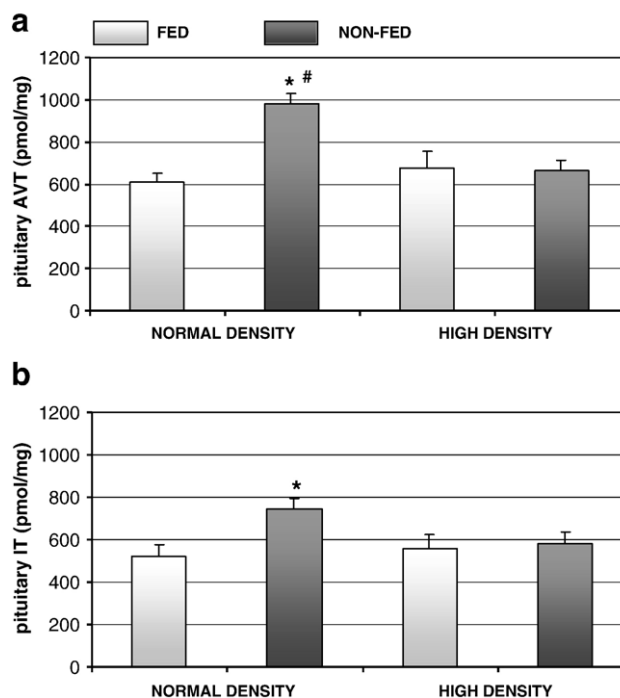 a
FED NON-FED
1200
1000
800
600
400
200
0
pituitary AVT (pmol/mg)
* #
NORMAL DENSITY HIGH DENSITY
b
1200
1000
800
600
400
200
0
pituitary IT (pmol/mg)
*
NORMAL DENSITY HIGH DENSITY